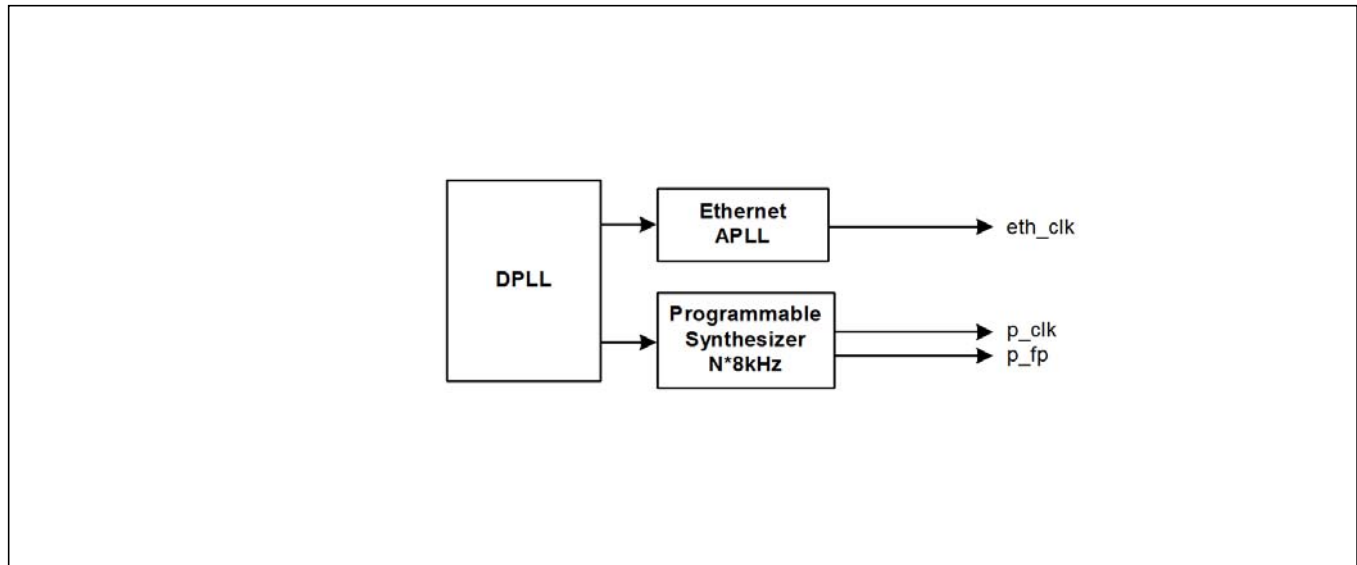 DPLL
Ethernet
APLL
eth_clk
Programmable
Synthesizer
N*8kHz
p_clk
p_fp